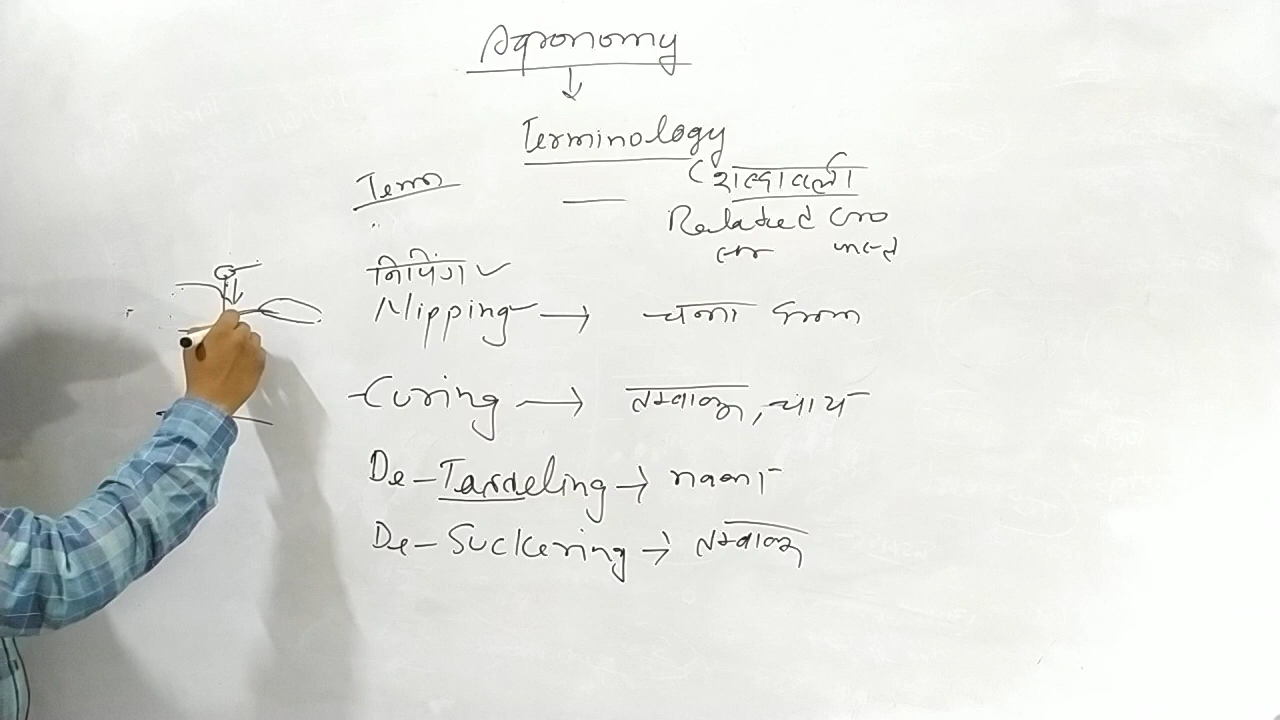 Agronomy
Terminology
(शब्दावली
Term —
Related
निपिंग ✓
Nipping → चना
Curing → तम्बाकू, चाय
De-Tasseling → मक्का
De-Suckering → तम्बाकू